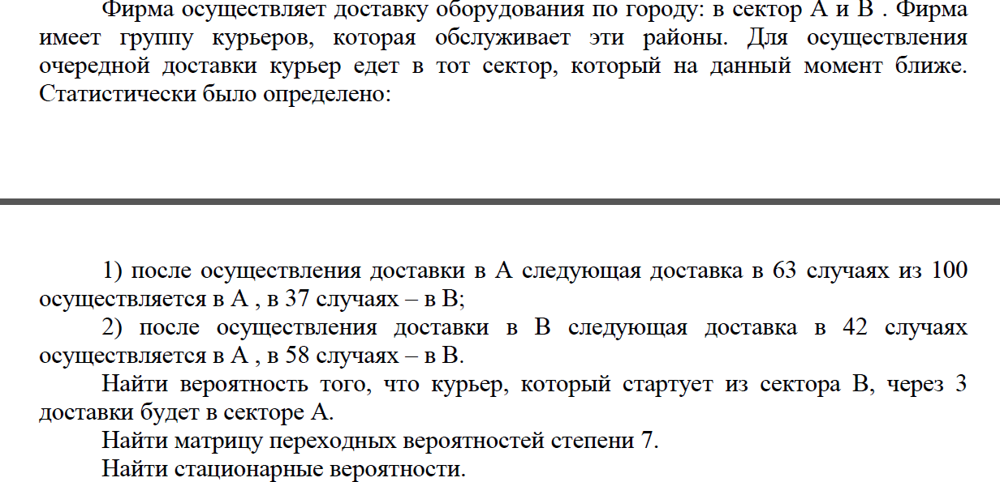 Фирма осуществляет доставку оборудования по городу: в сектор А и В . Фирма
имеет группу курьеров, которая обслуживает эти районы. Для осуществления
очередной доставки курьер едет в тот сектор, который на данный момент ближе.
Статистически было определено:
1) после осуществления доставки в А следующая доставка в 63 случаях из 100
осуществляется в А , в 37 случаях – в В;
2) после осуществления доставки в В следующая доставка в 42 случаях
осуществляется в А , в 58 случаях – в В.
Найти вероятность того, что курьер, который стартует из сектора В, через 3
доставки будет в секторе А.
Найти матрицу переходных вероятностей степени 7.
Найти стационарные вероятности.